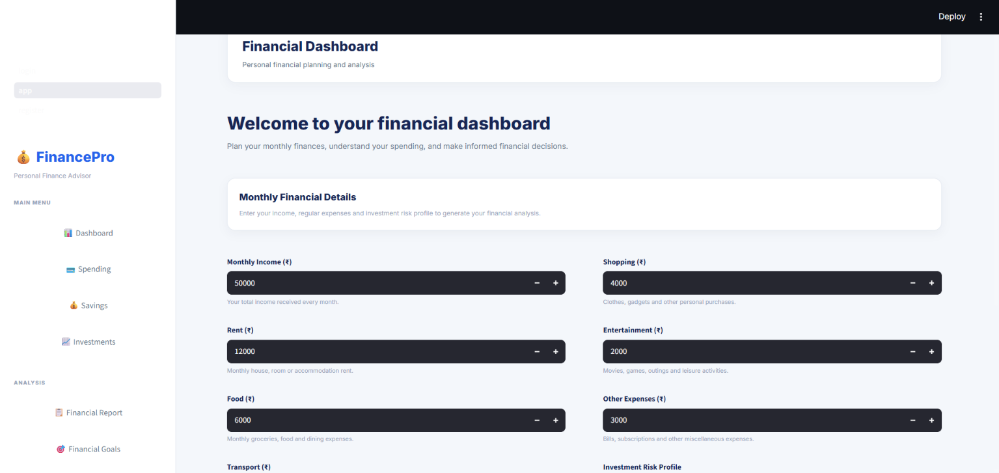 Deploy
app
💰 FinancePro
Personal Finance Advisor
MAIN MENU
📊 Dashboard
💳 Spending
💰 Savings
📈 Investments
ANALYSIS
📋 Financial Report
🎯 Financial Goals
Financial Dashboard
Personal financial planning and analysis
Welcome to your financial dashboard
Plan your monthly finances, understand your spending, and make informed financial decisions.
Monthly Financial Details
Enter your income, regular expenses and investment risk profile to generate your financial analysis.
Monthly Income (₹)
50000
Your total income received every month.
Rent (₹)
12000
Monthly house, room or accommodation rent.
Food (₹)
6000
Monthly groceries, food and dining expenses.
Transport (₹)
Shopping (₹)
4000
Clothes, gadgets and other personal purchases.
Entertainment (₹)
2000
Movies, games, outings and leisure activities.
Other Expenses (₹)
3000
Bills, subscriptions and other miscellaneous expenses.
Investment Risk Profile